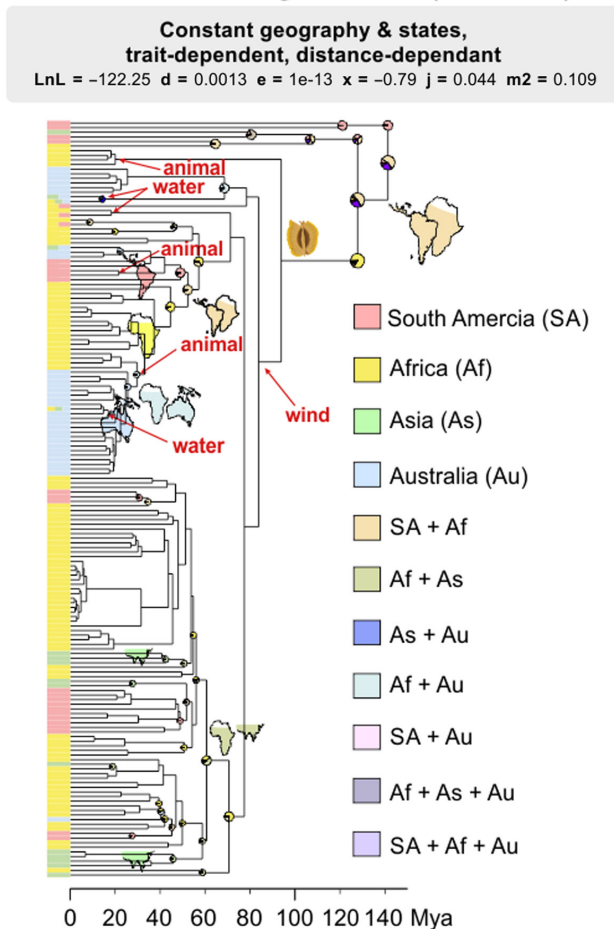 Constant geography & states,
trait-dependent, distance-dependant
LnL = −122.25 d = 0.0013 e = 1e-13 x = −0.79 j = 0.044 m2 = 0.109
animal
water
animal
animal
wind
water
South Amercia (SA)
Africa (Af)
Asia (As)
Australia (Au)
SA + Af
Af + As
As + Au
Af + Au
SA + Au
Af + As + Au
SA + Af + Au
0 20 40 60 80 100 120 140 Mya